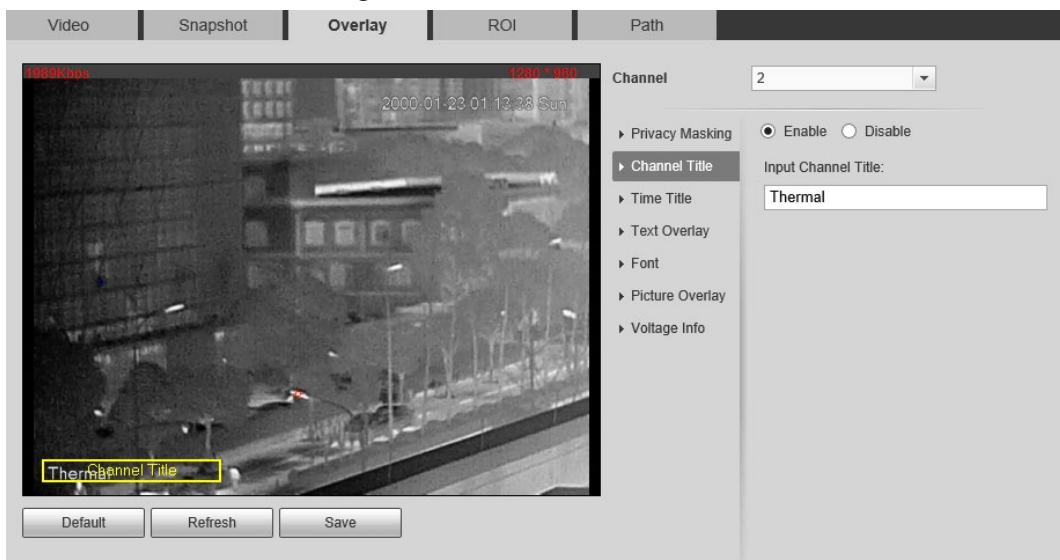 Video Snapshot Overlay ROI Path
1989Kbps 1280 * 960
2000-01-23 01:13:38 Sun
Thermal
Channel Title
Default Refresh Save
Channel 2
Privacy Masking
Channel Title
Time Title
Text Overlay
Font
Picture Overlay
Voltage Info
Enable Disable
Input Channel Title:
Thermal